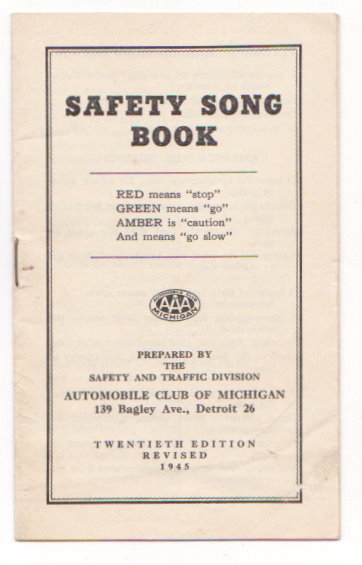 SAFETY SONG
BOOK
RED means "stop"
GREEN means "go"
AMBER is "caution"
And means "go slow"
AUTOMOBILE CLUB
AAA
MICHIGAN
PREPARED BY
THE
SAFETY AND TRAFFIC DIVISION
AUTOMOBILE CLUB OF MICHIGAN
139 Bagley Ave., Detroit 26
TWENTIETH EDITION
REVISED
1945